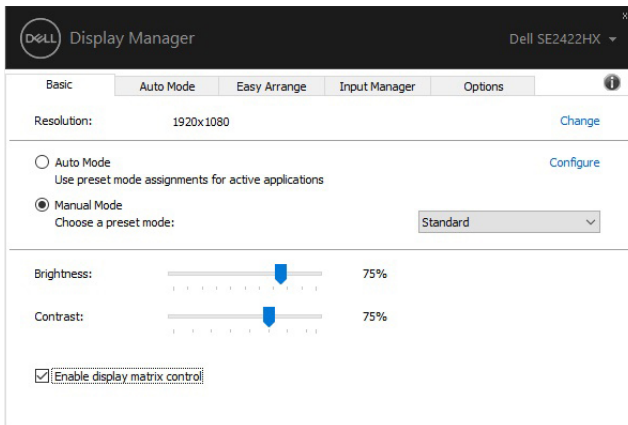 DELL Display Manager Dell SE2422HX
x
Basic Auto Mode Easy Arrange Input Manager Options
Resolution: 1920x1080 Change
Auto Mode Configure
Use preset mode assignments for active applications
Manual Mode
Choose a preset mode: Standard
Brightness: 75%
Contrast: 75%
Enable display matrix control